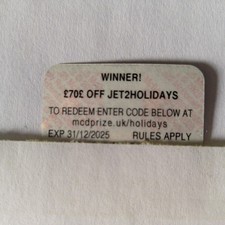 WINNER!
£70£ OFF JET2HOLIDAYS
TO REDEEM ENTER CODE BELOW AT
mcdprize.uk/holidays
EXP 31/12/2025 RULES APPLY